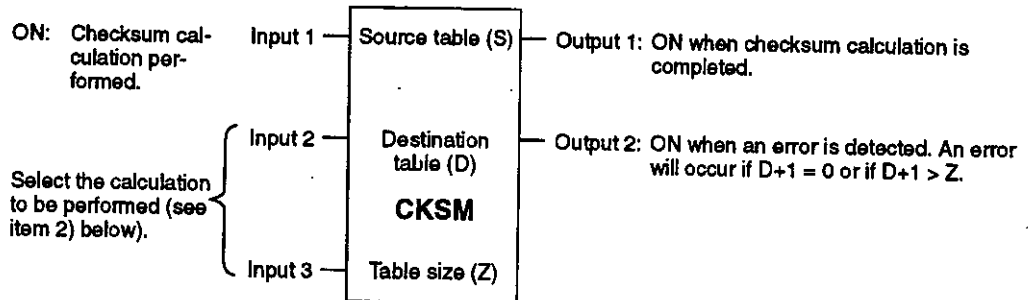 ON: Checksum cal-
culation per-
formed.
Input 1
Source table (S)
Output 1: ON when checksum calculation is
completed.
Input 2
Destination
table (D)
Output 2: ON when an error is detected. An error
will occur if D+1 = 0 or if D+1 > Z.
Select the calculation
to be performed (see
item 2) below).
CKSM
Input 3
Table size (Z)